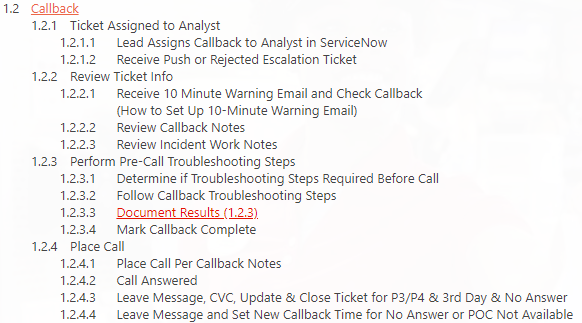 1.2 Callback
1.2.1 Ticket Assigned to Analyst
1.2.1.1 Lead Assigns Callback to Analyst in ServiceNow
1.2.1.2 Receive Push or Rejected Escalation Ticket
1.2.2 Review Ticket Info
1.2.2.1 Receive 10 Minute Warning Email and Check Callback
(How to Set Up 10-Minute Warning Email)
1.2.2.2 Review Callback Notes
1.2.2.3 Review Incident Work Notes
1.2.3 Perform Pre-Call Troubleshooting Steps
1.2.3.1 Determine if Troubleshooting Steps Required Before Call
1.2.3.2 Follow Callback Troubleshooting Steps
1.2.3.3 Document Results (1.2.3)
1.2.3.4 Mark Callback Complete
1.2.4 Place Call
1.2.4.1 Place Call Per Callback Notes
1.2.4.2 Call Answered
1.2.4.3 Leave Message, CVC, Update & Close Ticket for P3/P4 & 3rd Day & No Answer
1.2.4.4 Leave Message and Set New Callback Time for No Answer or POC Not Available